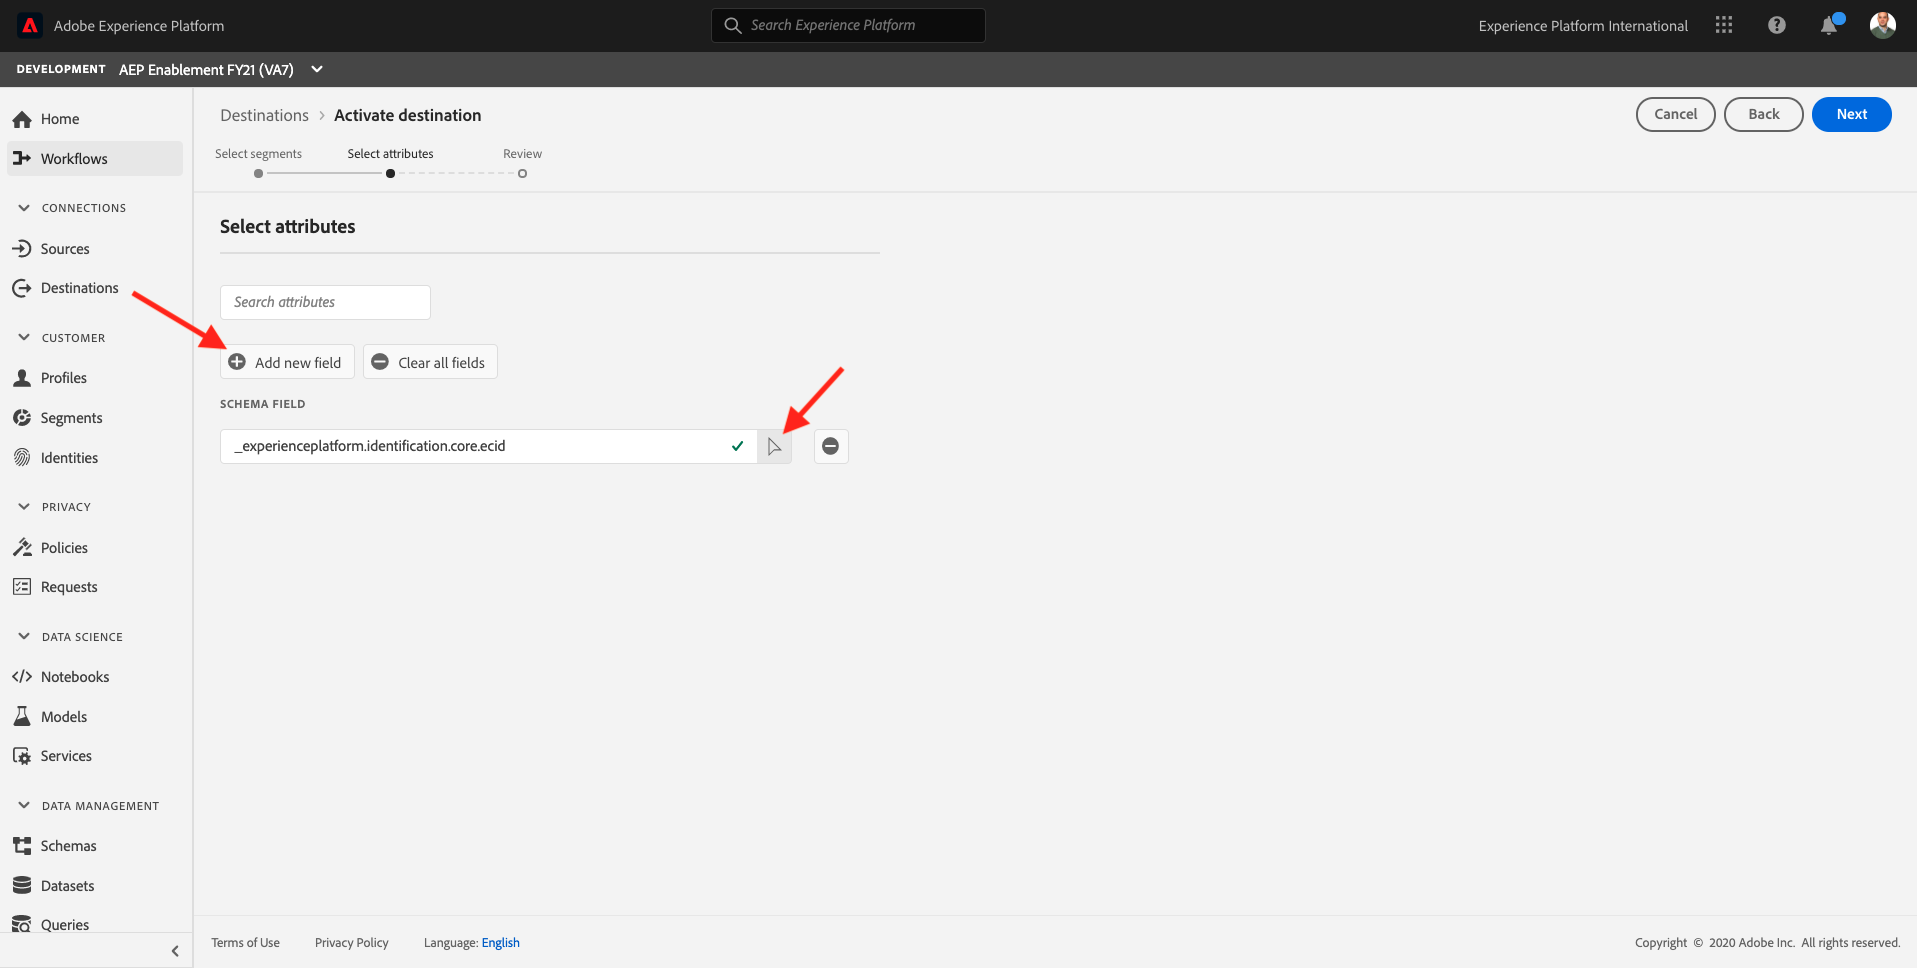 Adobe Experience Platform
Search Experience Platform
Experience Platform International
DEVELOPMENT AEP Enablement FY21 (VA7)
Home
Workflows
CONNECTIONS
Sources
Destinations
CUSTOMER
Profiles
Segments
Identities
PRIVACY
Policies
Requests
DATA SCIENCE
Notebooks
Models
Services
DATA MANAGEMENT
Schemas
Datasets
Queries
Destinations > Activate destination
Cancel
Back
Next
Select segments
Select attributes
Review
Select attributes
Search attributes
Add new field
Clear all fields
SCHEMA FIELD
_experienceplatform.identification.core.ecid
Terms of Use
Privacy Policy
Language: English
Copyright © 2020 Adobe Inc. All rights reserved.